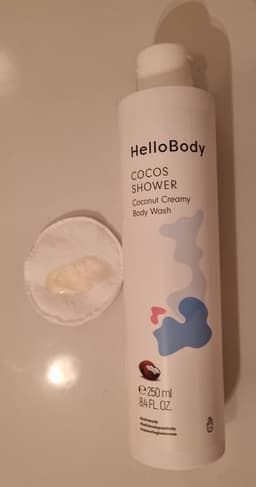 HelloBody
COCOS
SHOWER
Coconut Creamy
Body Wash
℮ 250 ml
8.4 FL. OZ.